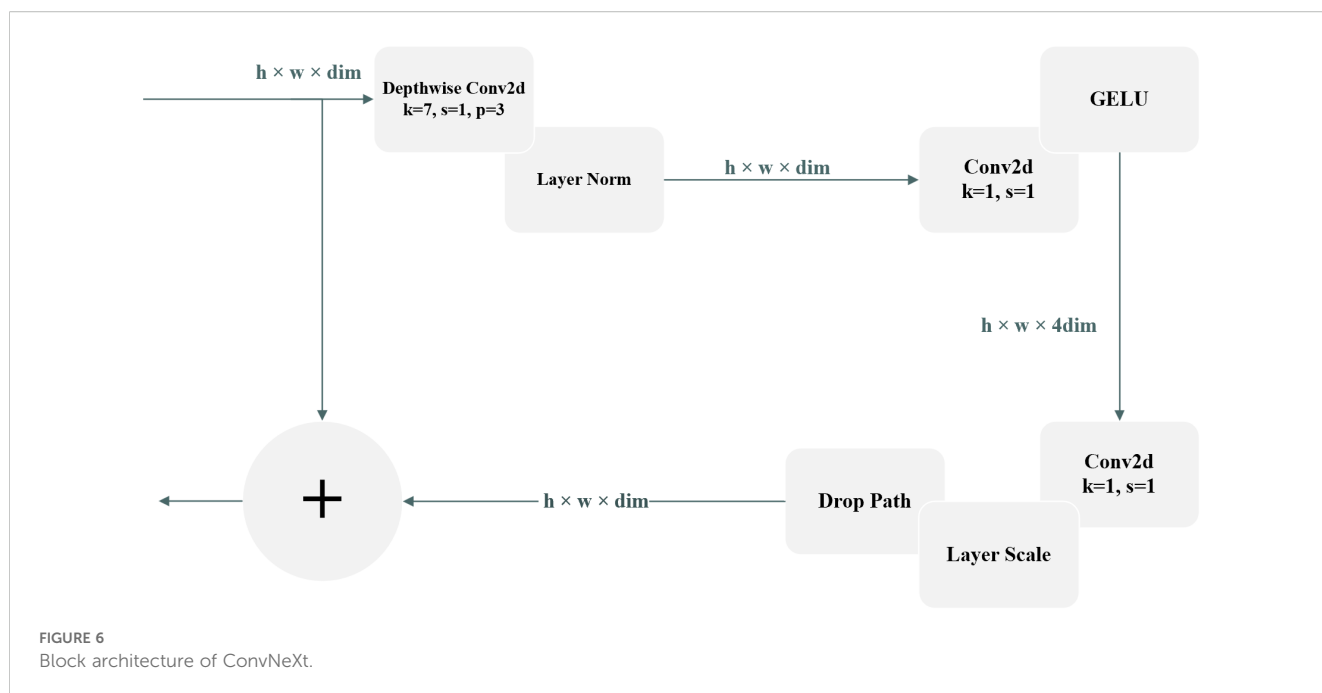 h × w × dim
Depthwise Conv2d
k=7, s=1, p=3
GELU
Layer Norm
h × w × dim
Conv2d
k=1, s=1
h × w × 4dim
Conv2d
k=1, s=1
Layer Scale
Drop Path
h × w × dim
+
FIGURE 6
Block architecture of ConvNeXt.